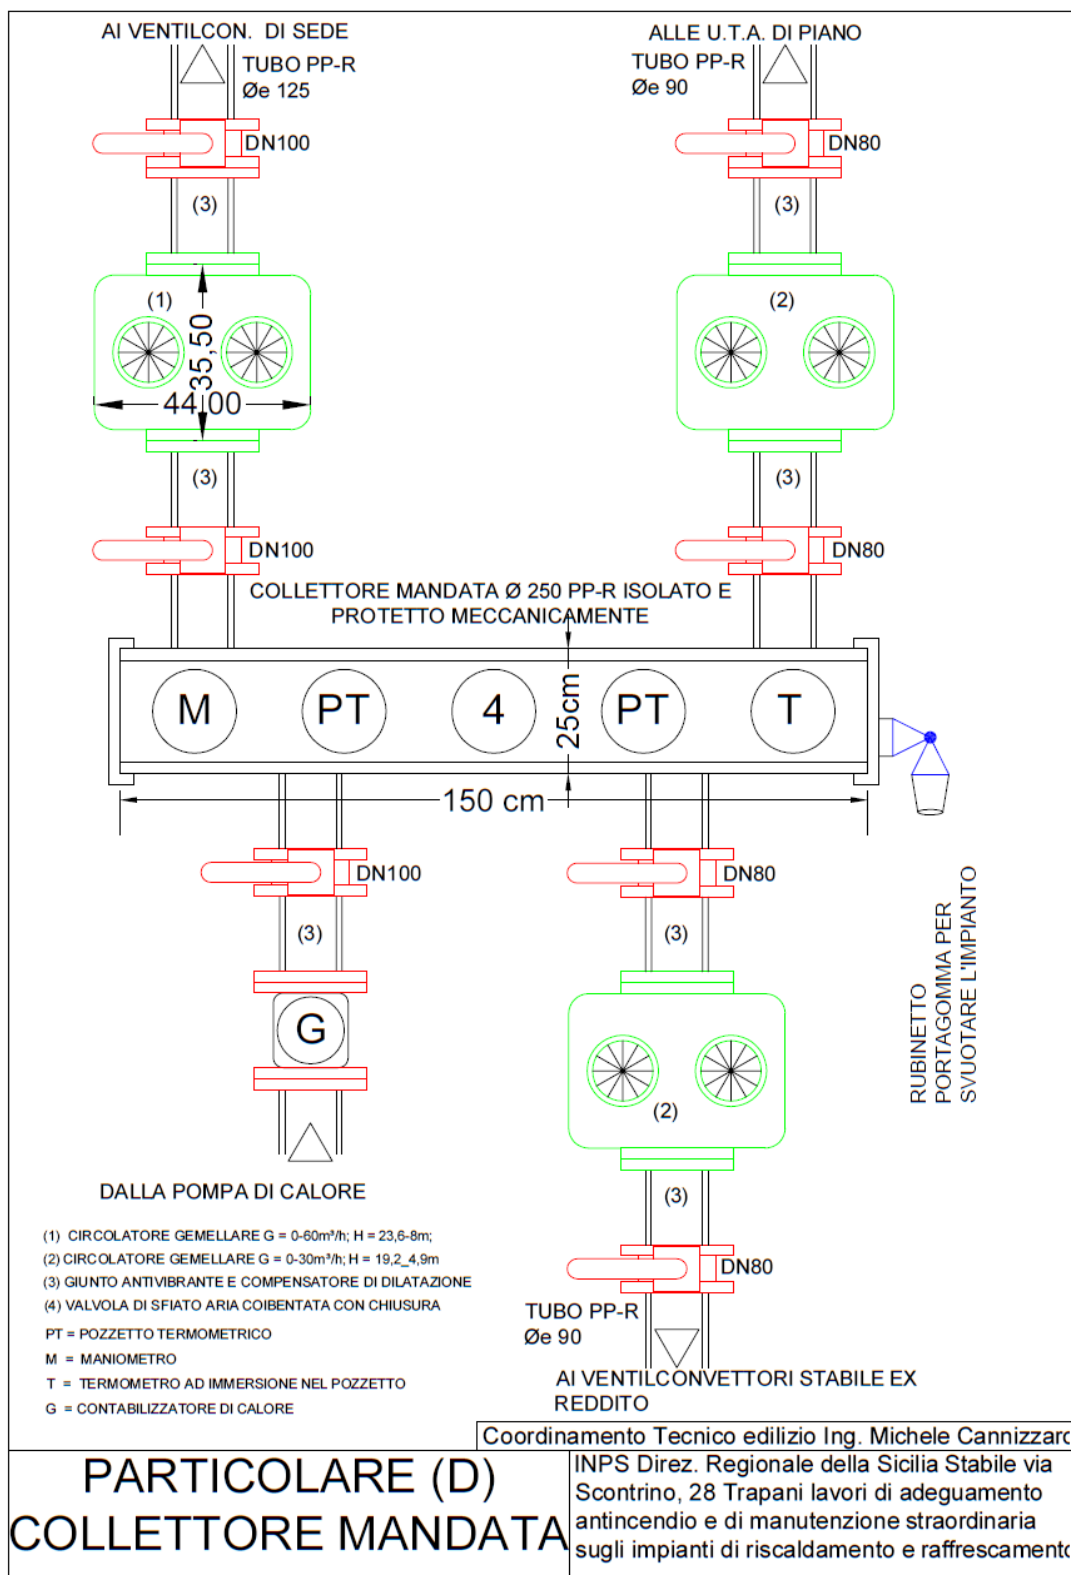 AI VENTILCON. DI SEDE
ALLE U.T.A. DI PIANO
TUBO PP-R
Øe 125
TUBO PP-R
Øe 90
DN100
DN80
(3)
(3)
(1)
(2)
35,50
44,00
(3)
(3)
DN100
DN80
COLLETTORE MANDATA Ø 250 PP-R ISOLATO E
PROTETTO MECCANICAMENTE
M
PT
4
PT
T
25cm
150 cm
DN100
DN80
(3)
(3)
RUBINETTO
PORTAGOMMA PER
SVUOTARE L'IMPIANTO
G
(2)
DALLA POMPA DI CALORE
(3)
(1) CIRCOLATORE GEMELLARE G = 0-60m³/h; H = 23,6-8m;
(2) CIRCOLATORE GEMELLARE G = 0-30m³/h; H = 19,2_4,9m
(3) GIUNTO ANTIVIBRANTE E COMPENSATORE DI DILATAZIONE
(4) VALVOLA DI SFIATO ARIA COIBENTATA CON CHIUSURA
PT = POZZETTO TERMOMETRICO
M = MANIOMETRO
T = TERMOMETRO AD IMMERSIONE NEL POZZETTO
G = CONTABILIZZATORE DI CALORE
DN80
TUBO PP-R
Øe 90
AI VENTILCONVETTORI STABILE EX
REDDITO
Coordinamento Tecnico edilizio Ing. Michele Cannizzaro
PARTICOLARE (D)
COLLETTORE MANDATA
INPS Direz. Regionale della Sicilia Stabile via
Scontrino, 28 Trapani lavori di adeguamento
antincendio e di manutenzione straordinaria
sugli impianti di riscaldamento e raffrescamento